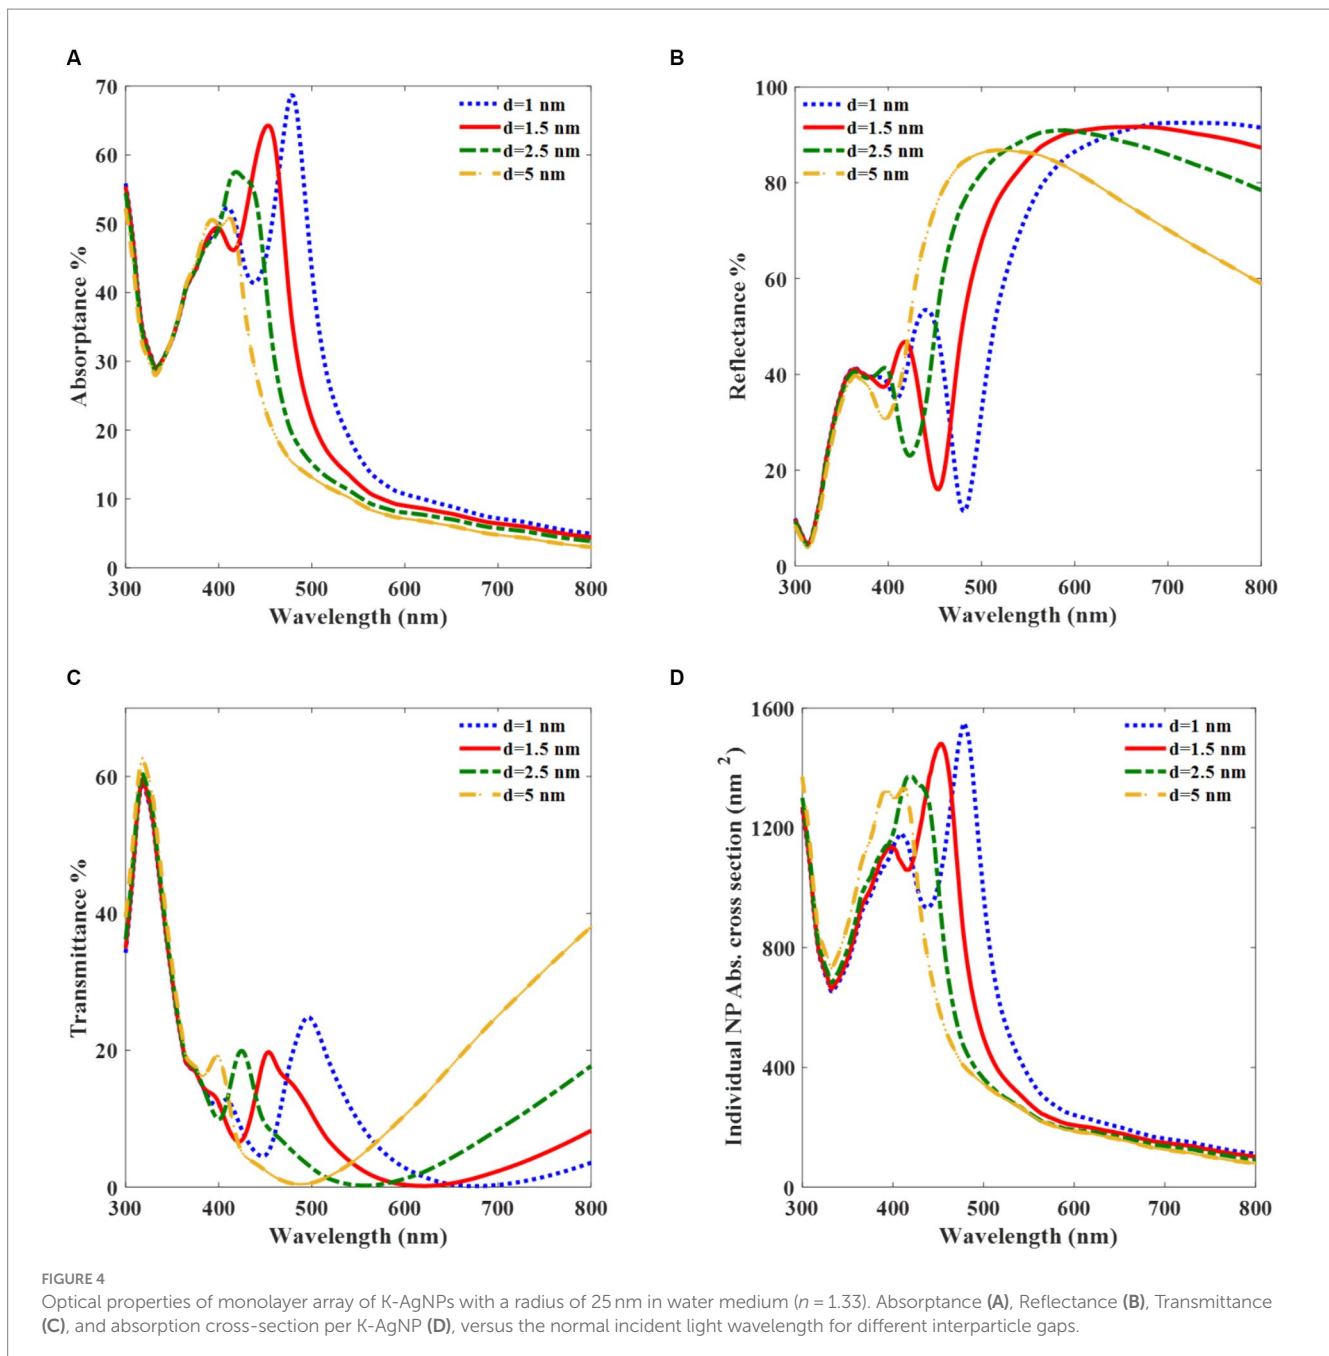 A
Absorptance %
70
60
50
40
30
20
10
0
300
400
500
600
700
800
Wavelength (nm)
d=1 nm
d=1.5 nm
d=2.5 nm
d=5 nm
B
Reflectance %
100
80
60
40
20
0
300
400
500
600
700
800
Wavelength (nm)
d=1 nm
d=1.5 nm
d=2.5 nm
d=5 nm
C
Transmittance %
60
40
20
0
300
400
500
600
700
800
Wavelength (nm)
d=1 nm
d=1.5 nm
d=2.5 nm
d=5 nm
D
Individual NP Abs. cross section (nm²)
1600
1200
800
400
0
300
400
500
600
700
800
Wavelength (nm)
d=1 nm
d=1.5 nm
d=2.5 nm
d=5 nm
FIGURE 4
Optical properties of monolayer array of K-AgNPs with a radius of 25 nm in water medium (n = 1.33). Absorptance (A), Reflectance (B), Transmittance
(C), and absorption cross-section per K-AgNP (D), versus the normal incident light wavelength for different interparticle gaps.